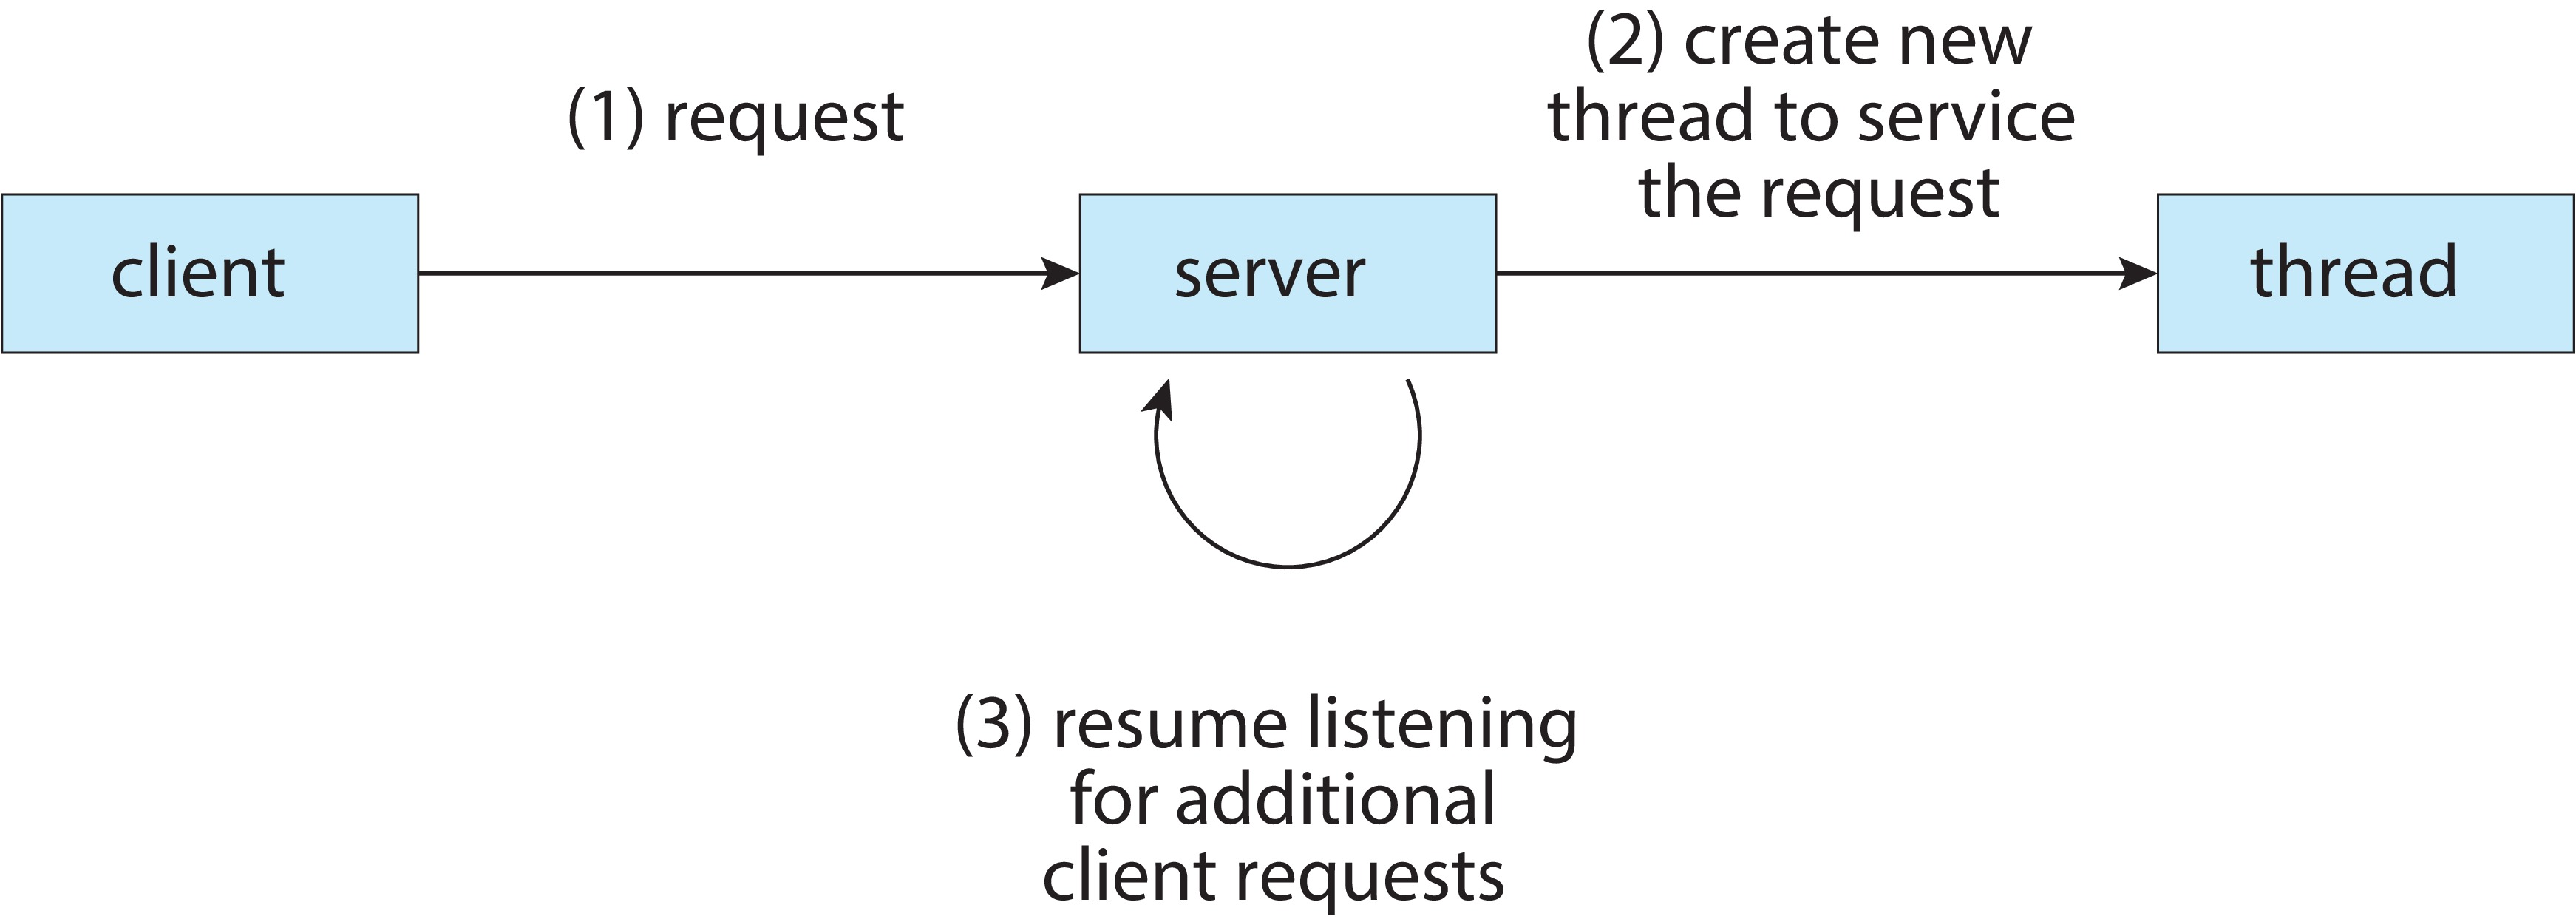 (1) request
(2) create new
thread to service
the request
client
server
thread
(3) resume listening
for additional
client requests